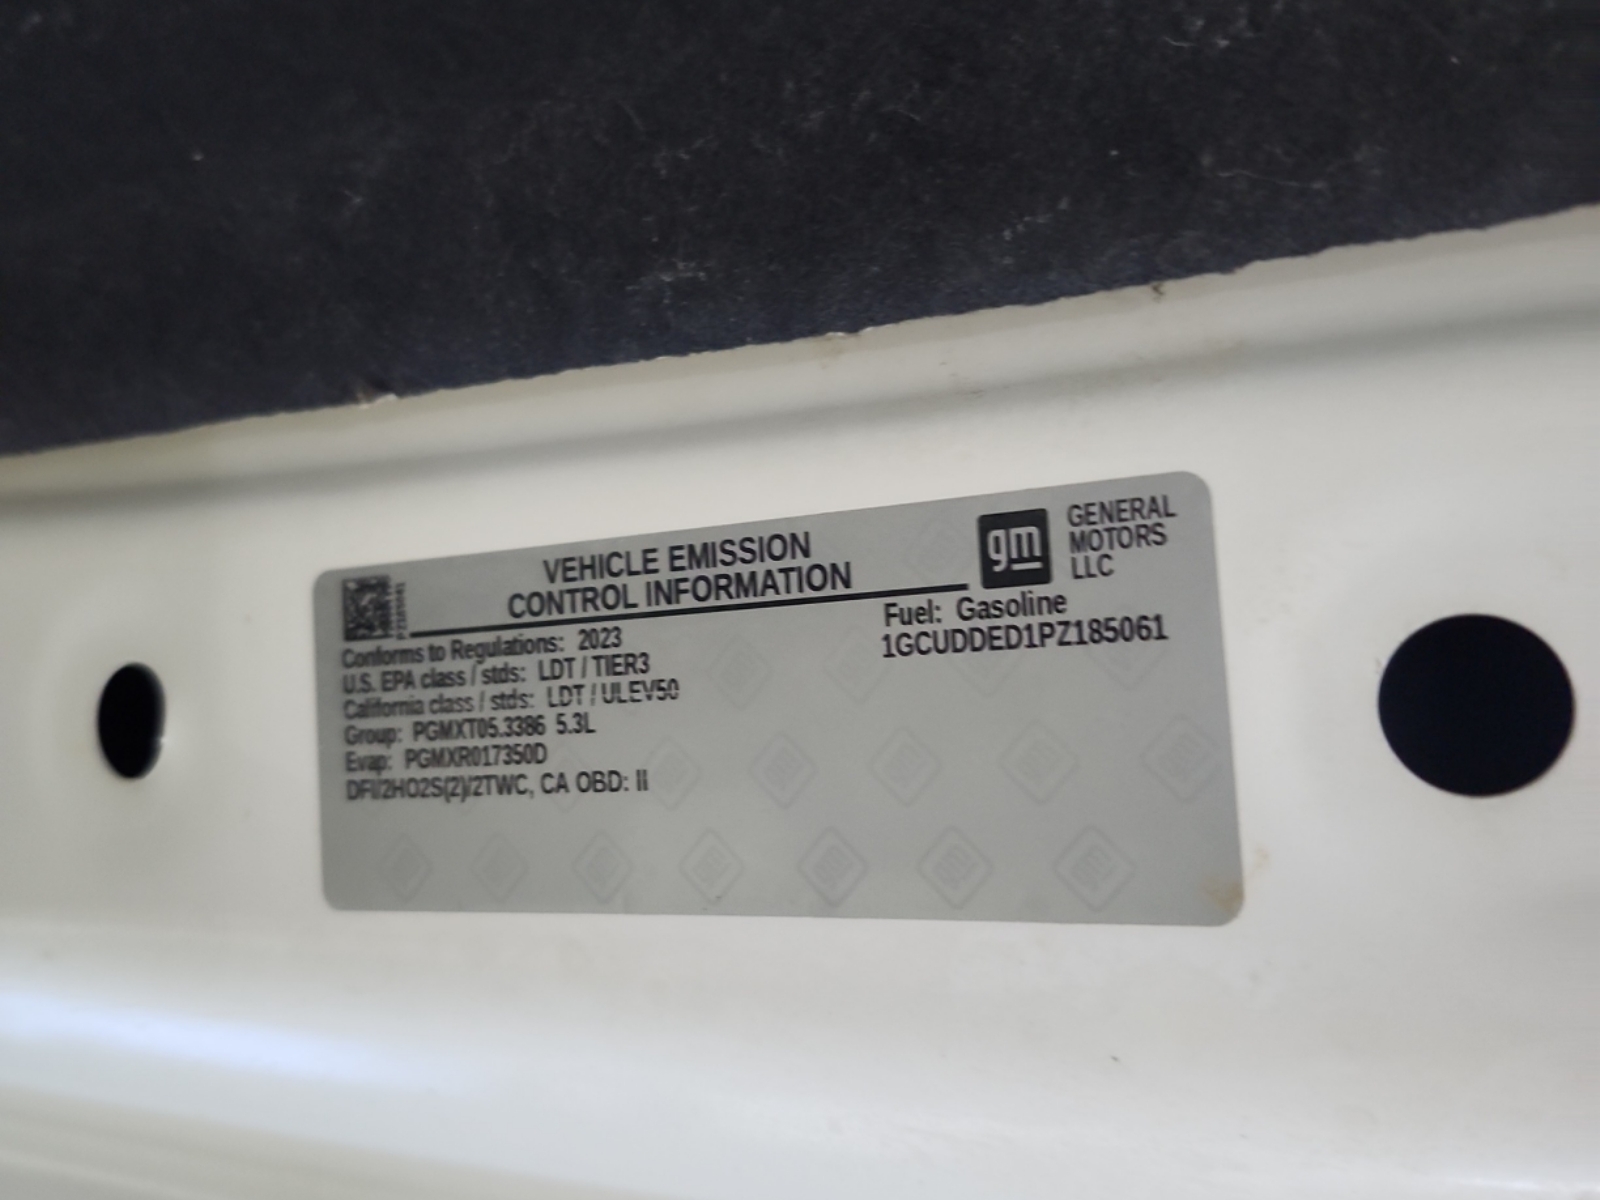 VEHICLE EMISSION
CONTROL INFORMATION
gm
GENERAL
MOTORS
LLC
Conforms to Regulations: 2023
U.S. EPA class / stds: LDT / TIER3
California class / stds: LDT / ULEV50
Group: PGMXT05.3386 5.3L
Evap: PGMXR017350D
DFI/2HO2S(2)/2TWC, CA OBD: II
Fuel: Gasoline
1GCUDDED1PZ185061